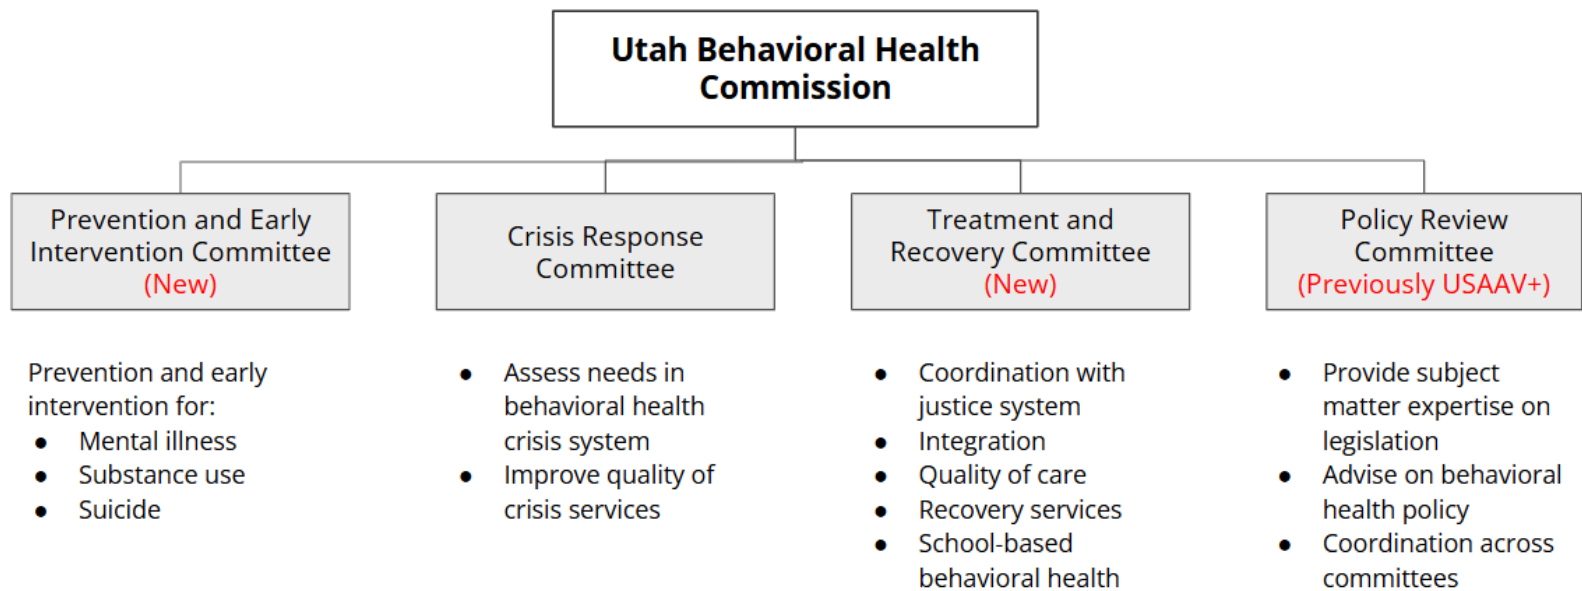 Utah Behavioral Health
Commission
Prevention and Early
Intervention Committee
(New)
Crisis Response
Committee
Treatment and
Recovery Committee
(New)
Policy Review
Committee
(Previously USAAV+)
Prevention and early
intervention for:
● Mental illness
● Substance use
● Suicide
● Assess needs in
behavioral health
crisis system
● Improve quality of
crisis services
● Coordination with
justice system
● Integration
● Quality of care
● Recovery services
● School-based
behavioral health
● Provide subject
matter expertise on
legislation
● Advise on behavioral
health policy
● Coordination across
committees